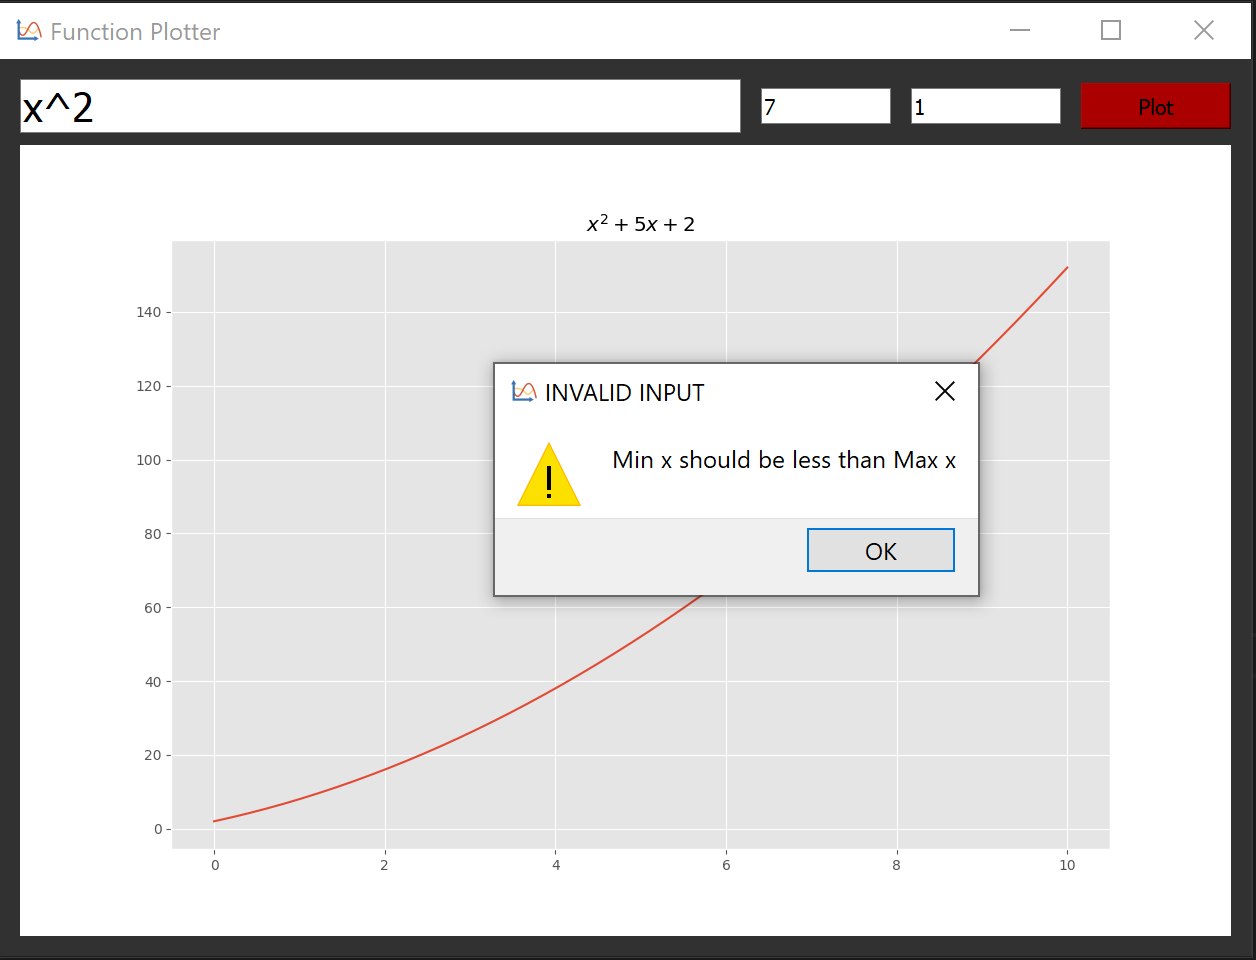 Function Plotter
x^2 7 1 Plot
x² + 5x + 2
140
120
100
80
60
40
20
0
0 2 4 6 8 10
INVALID INPUT
Min x should be less than Max x
OK